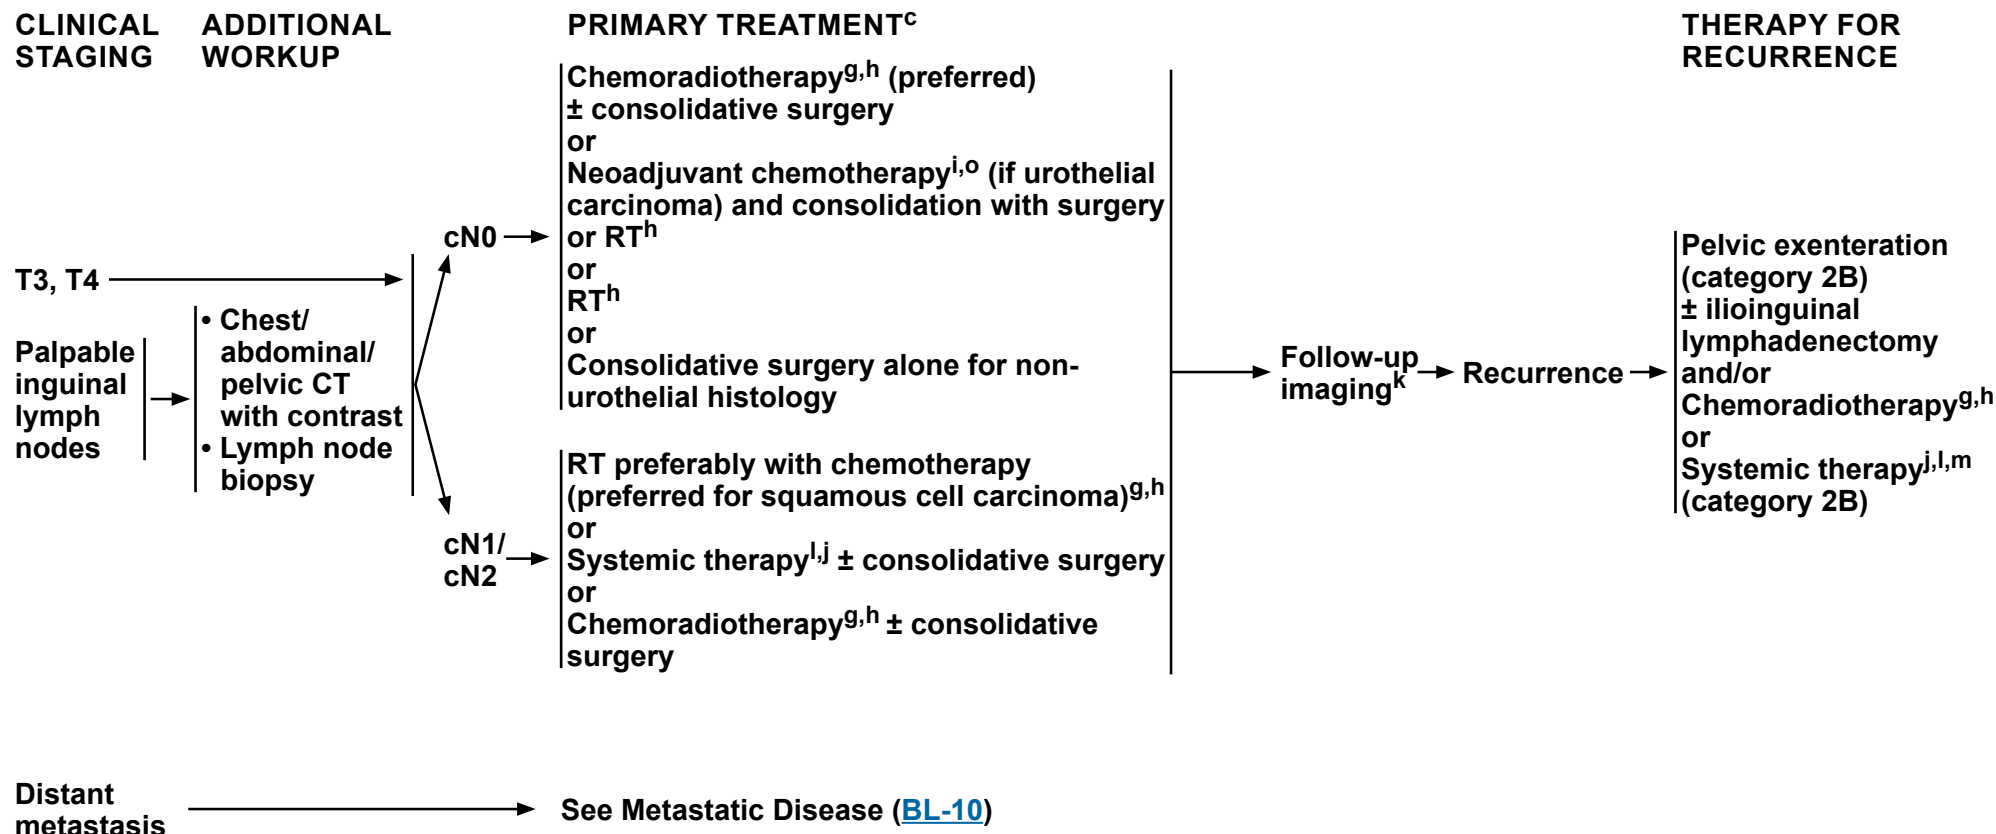 CLINICAL
STAGING
ADDITIONAL
WORKUP
PRIMARY TREATMENTc
THERAPY FOR
RECURRENCE
T3, T4
Palpable
inguinal
lymph
nodes
• Chest/
abdominal/
pelvic CT
with contrast
• Lymph node
biopsy
cN0
Chemoradiotherapyg,h (preferred)
± consolidative surgery
or
Neoadjuvant chemotherapyi,o (if urothelial
carcinoma) and consolidation with surgery
or RTh
or
RTh
or
Consolidative surgery alone for non-
urothelial histology
cN1/
cN2
RT preferably with chemotherapy
(preferred for squamous cell carcinoma)g,h
or
Systemic therapyl,j ± consolidative surgery
or
Chemoradiotherapyg,h ± consolidative
surgery
Follow-up
imagingk
Recurrence
Pelvic exenteration
(category 2B)
± ilioinguinal
lymphadenectomy
and/or
Chemoradiotherapyg,h
or
Systemic therapyj,l,m
(category 2B)
Distant
metastasis
See Metastatic Disease (BL-10)